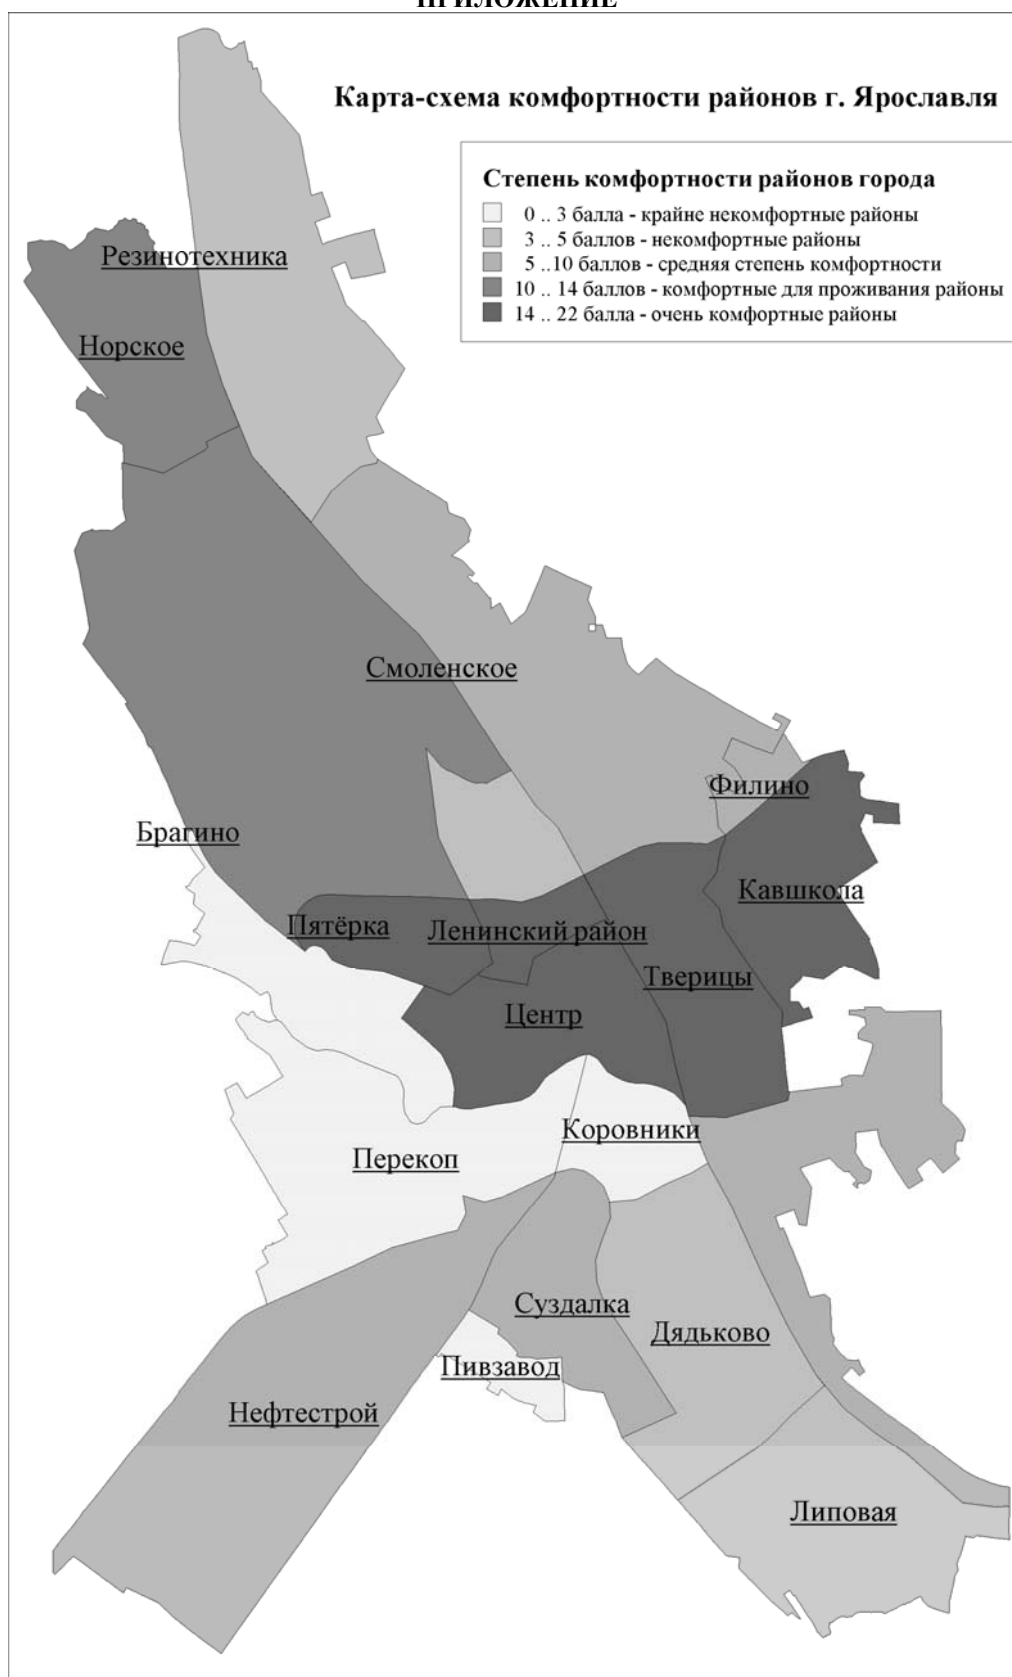 ПРИЛОЖЕНИЕ
Карта-схема комфортности районов г. Ярославля
Степень комфортности районов города
0 .. 3 балла - крайне некомфортные районы
3 .. 5 баллов - некомфортные районы
5 ..10 баллов - средняя степень комфортности
10 .. 14 баллов - комфортные для проживания районы
14 .. 22 балла - очень комфортные районы
Резинотехника
Норское
Смоленское
Филино
Брагино
Кавшкола
Пятёрка
Ленинский район
Тверицы
Центр
Коровники
Перекоп
Суздалка
Дядьково
Пивзавод
Нефтестрой
Липовая